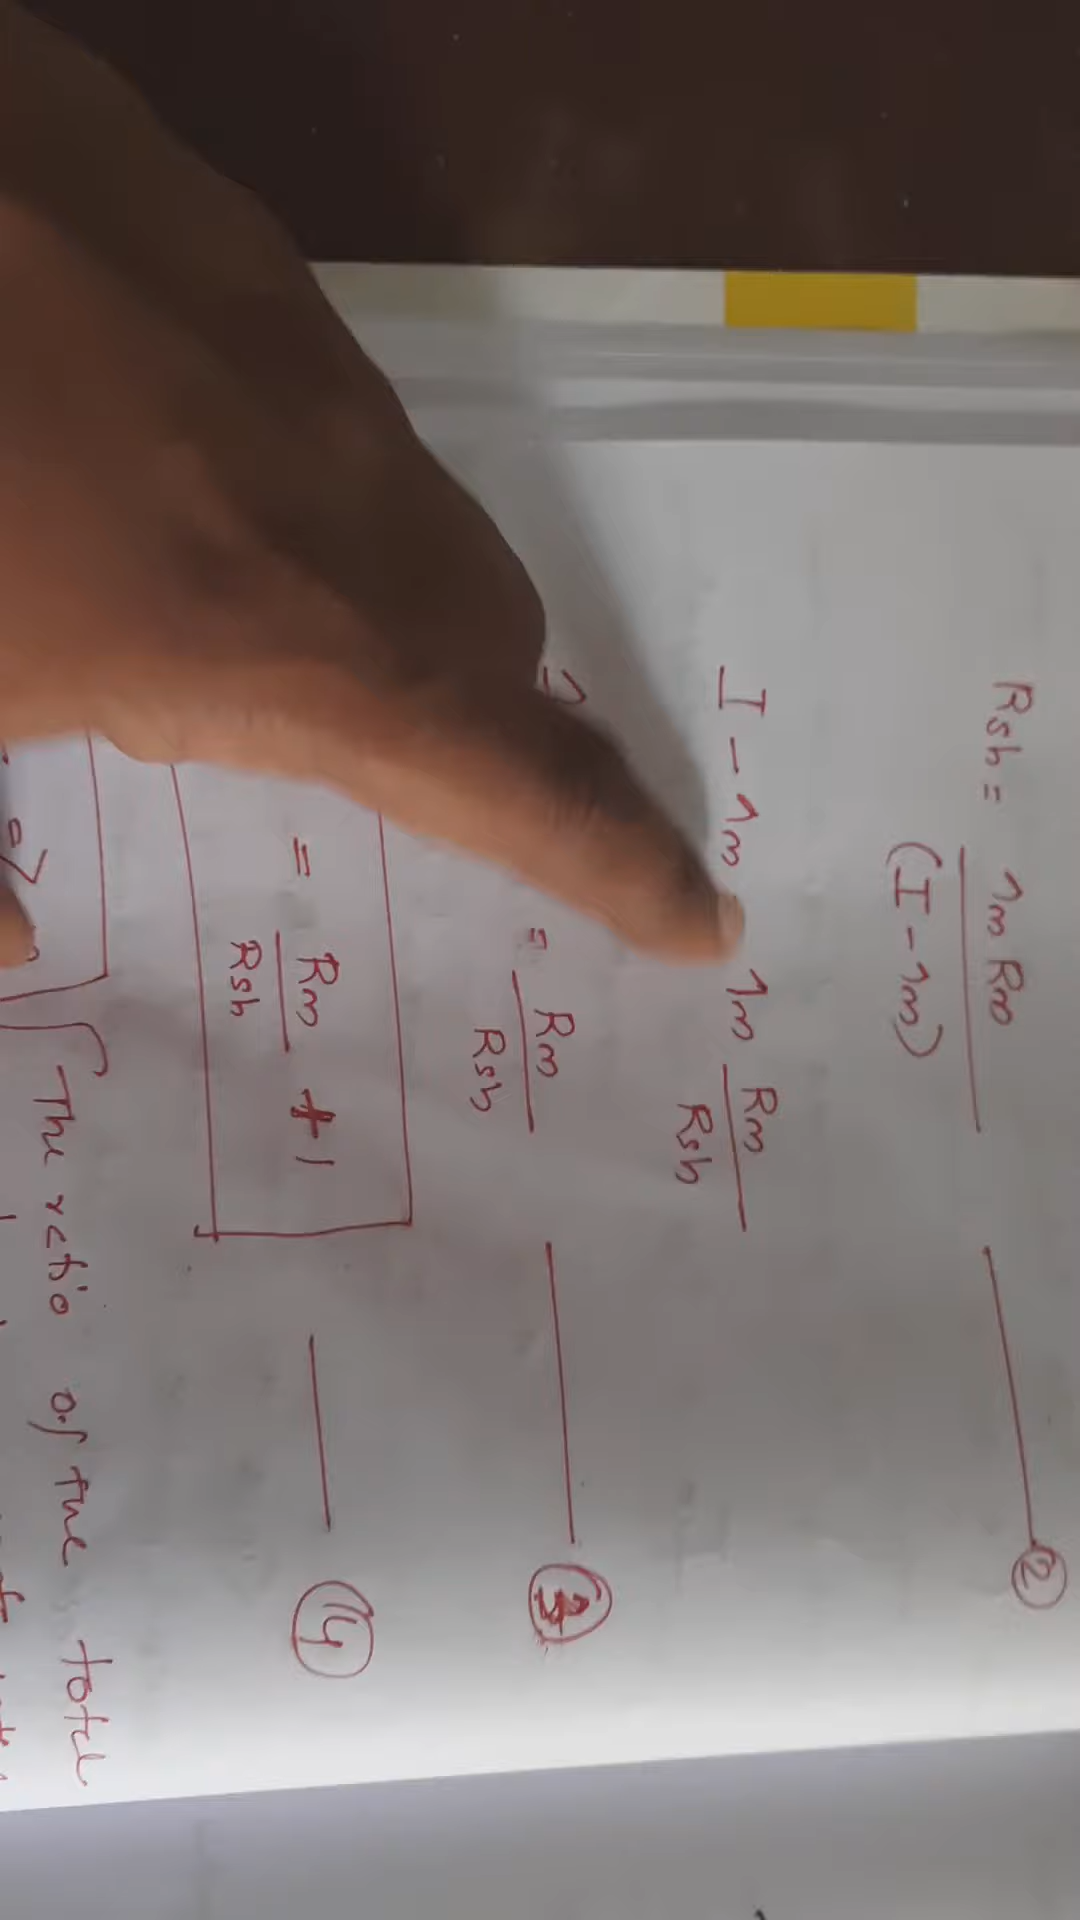 Rsh = Im Rm / (I - Im) ②
I - Im = Im Rm / Rsh
= Rm / Rsh ③
= Rm / Rsh + 1 ④
The ratio of the total